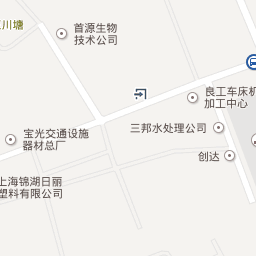 川塘
首源生物
技术公司
良工车床机
加工中心
三邦水处理公司
宝光交通设施
器材总厂
创达
上海锦湖日丽
塑料有限公司